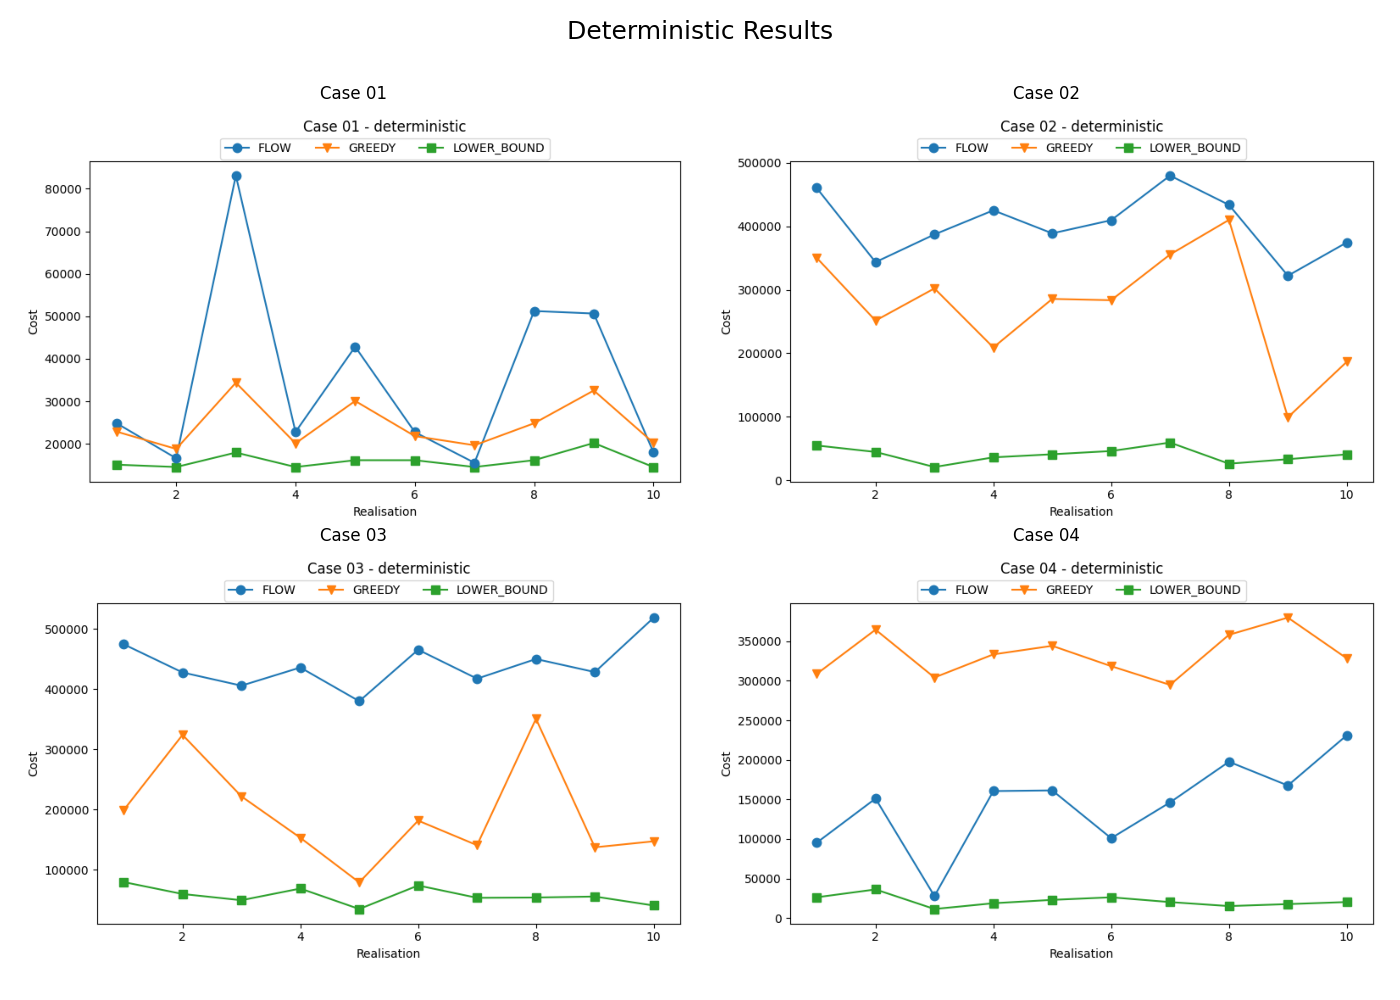 Deterministic Results
Case 01
Case 01 - deterministic
FLOW GREEDY LOWER_BOUND
80000
70000
60000
50000
40000
30000
20000
Cost
2 4 6 8 10
Realisation
Case 02
Case 02 - deterministic
FLOW GREEDY LOWER_BOUND
500000
400000
300000
200000
100000
0
Cost
2 4 6 8 10
Realisation
Case 03
Case 03 - deterministic
FLOW GREEDY LOWER_BOUND
500000
400000
300000
200000
100000
Cost
2 4 6 8 10
Realisation
Case 04
Case 04 - deterministic
FLOW GREEDY LOWER_BOUND
350000
300000
250000
200000
150000
100000
50000
0
Cost
2 4 6 8 10
Realisation